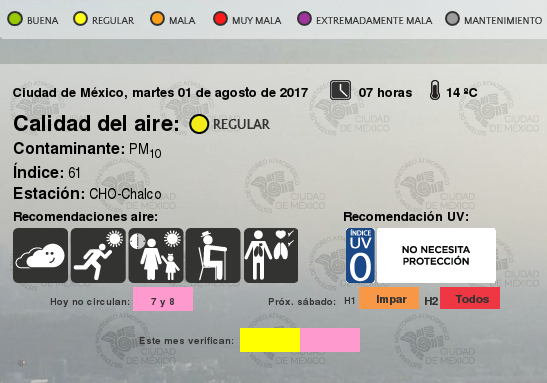 BUENA REGULAR MALA MUY MALA EXTREMADAMENTE MALA MANTENIMIENTO
Ciudad de México, martes 01 de agosto de 2017 07 horas 14 ºC
Calidad del aire: REGULAR
Contaminante: PM10
Índice: 61
Estación: CHO-Chalco
Recomendaciones aire: Recomendación UV:
ÍNDICE UV 0 NO NECESITA PROTECCIÓN
Hoy no circulan: 7 y 8 Próx. sábado: H1 Impar H2 Todos
Este mes verifican: